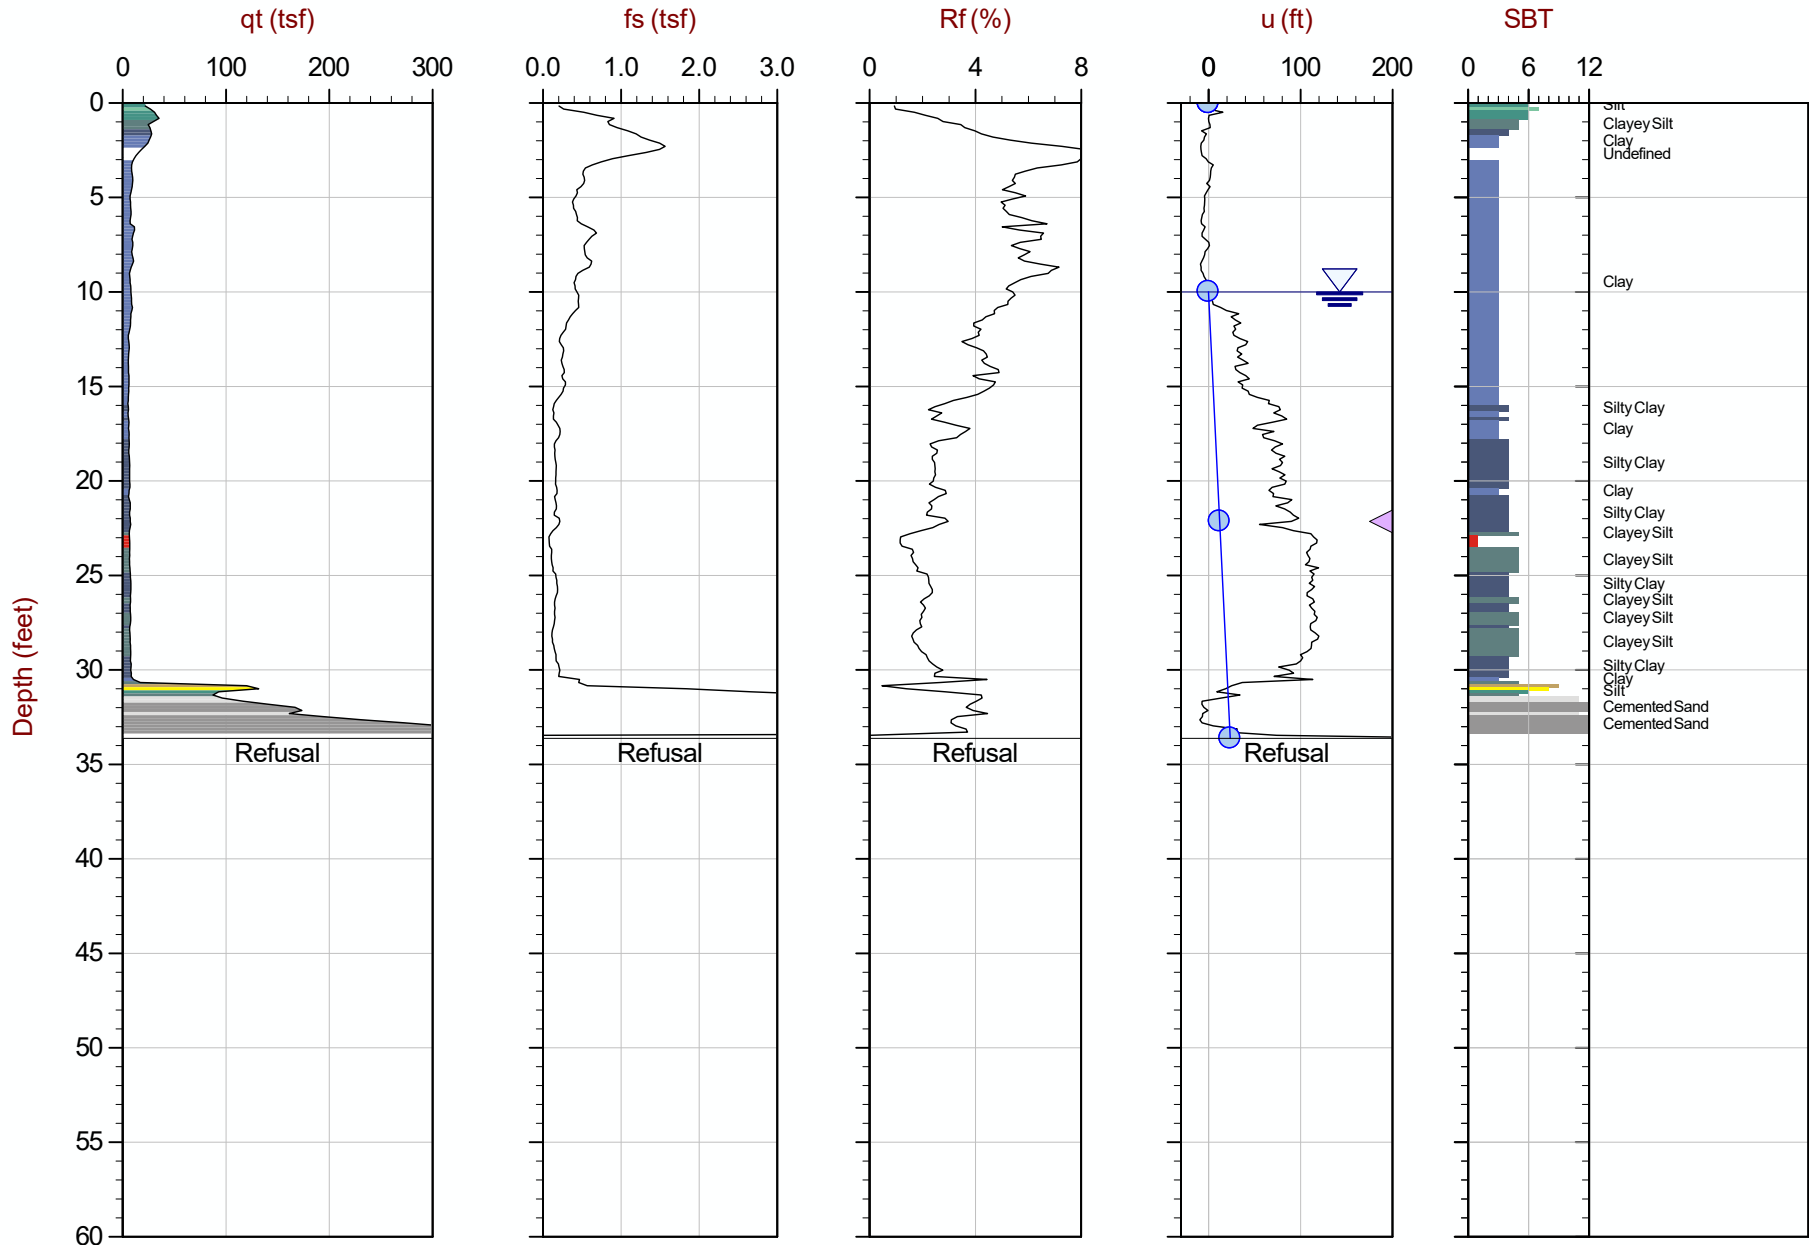 qt (tsf) fs (tsf) Rf (%) u (ft) SBT
0 100 200 300 0.0 1.0 2.0 3.0 0 4 8 0 100 200 0 6 12
0
Silt
Clayey Silt
Clay
Undefined
5
Clay
10
15
Silty Clay
Clay
Silty Clay
20
Clay
Silty Clay
Clayey Silt
Clayey Silt
25
Silty Clay
Clayey Silt
Clayey Silt
Clayey Silt
30
Silty Clay
Clay
Silt
Cemented Sand
Cemented Sand
Refusal Refusal Refusal Refusal
35
40
45
50
55
60
Depth (feet)